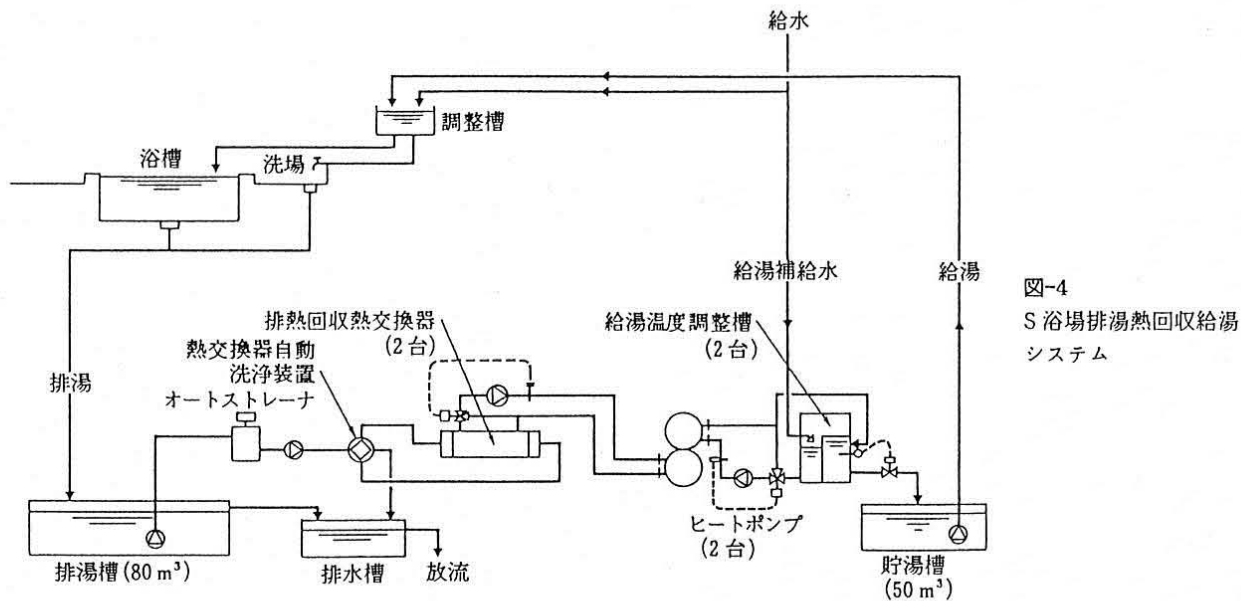 給水
調整槽
浴槽
洗場
給湯補給水
給湯
図-4
S浴場排湯熱回収給湯
システム
排熱回収熱交換器
(2台)
給湯温度調整槽
(2台)
熱交換器自動
洗浄装置
排湯
オートストレーナ
ヒートポンプ
(2台)
排湯槽(80m³)
排水槽
放流
貯湯槽
(50m³)